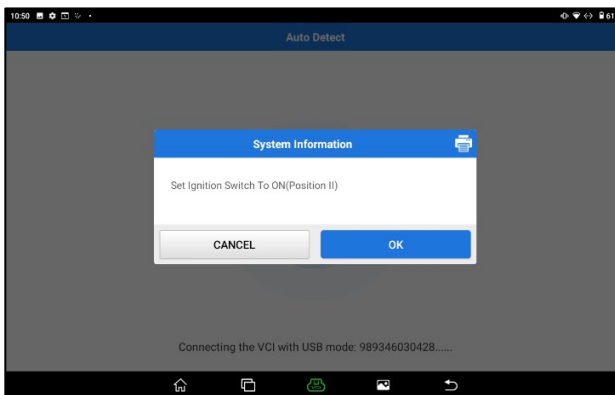 10:50
61
Auto Detect
System Information
Set Ignition Switch To ON(Position II)
CANCEL
OK
Connecting the VCI with USB mode: 989346030428......